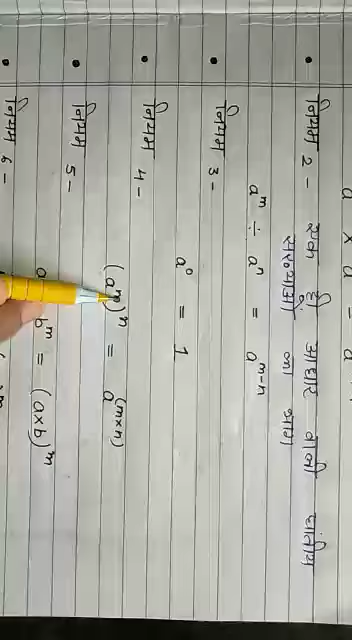 नियम 2 - एक ही आधार वाली घातीय
संख्याओं का भाग
aᵐ ÷ aⁿ = aᵐ⁻ⁿ
नियम 3 -
a⁰ = 1
नियम 4 -
(aᵐ)ⁿ = a⁽ᵐˣⁿ⁾
नियम 5 -
bᵐ = (a×b)ᵐ
नियम 6 -